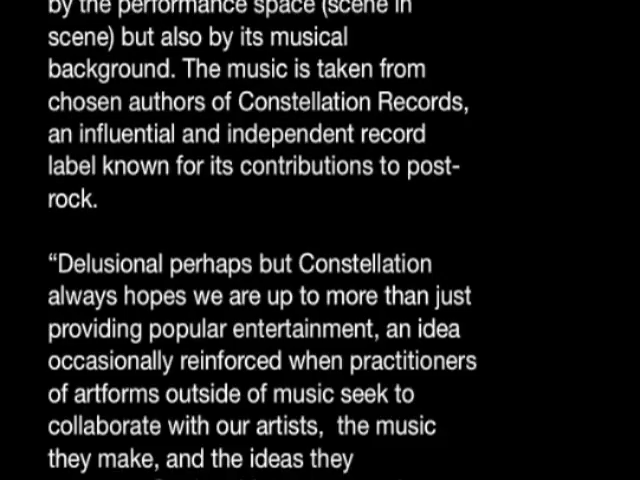 by the performance space (scene in
scene) but also by its musical
background. The music is taken from
chosen authors of Constellation Records,
an influential and independent record
label known for its contributions to post-
rock.
“Delusional perhaps but Constellation
always hopes we are up to more than just
providing popular entertainment, an idea
occasionally reinforced when practitioners
of artforms outside of music seek to
collaborate with our artists,  the music
they make, and the ideas they